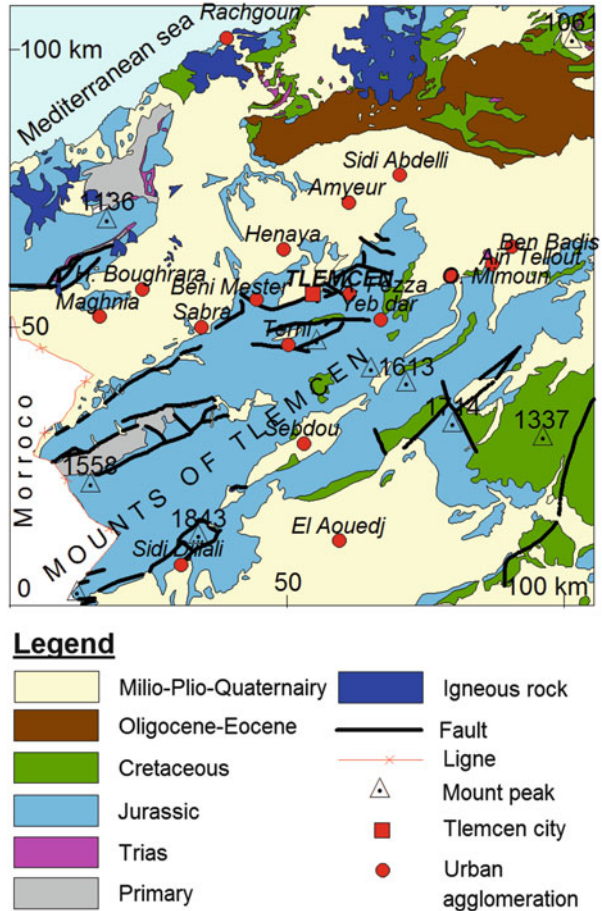 Rachgoun
1061
100 km
Mediterranean sea
Sidi Abdelli
Amyeur
1136
Henaya
Ben Badis
Ain Tellout
H. Boughrara
Beni Mester
TLEMCEN
Mimoun
Maghnia
Sabra
Yeb dar
50
Terni
1613
1714
1337
Sebdou
1558
MOUNTS OF TLEMCEN
Morroco
1843
El Aouedj
Sidi Djilali
0
50
100 km
Legend
Milio-Plio-Quaternairy
Igneous rock
Oligocene-Eocene
Fault
Ligne
Cretaceous
Mount peak
Jurassic
Tlemcen city
Trias
Urban
agglomeration
Primary